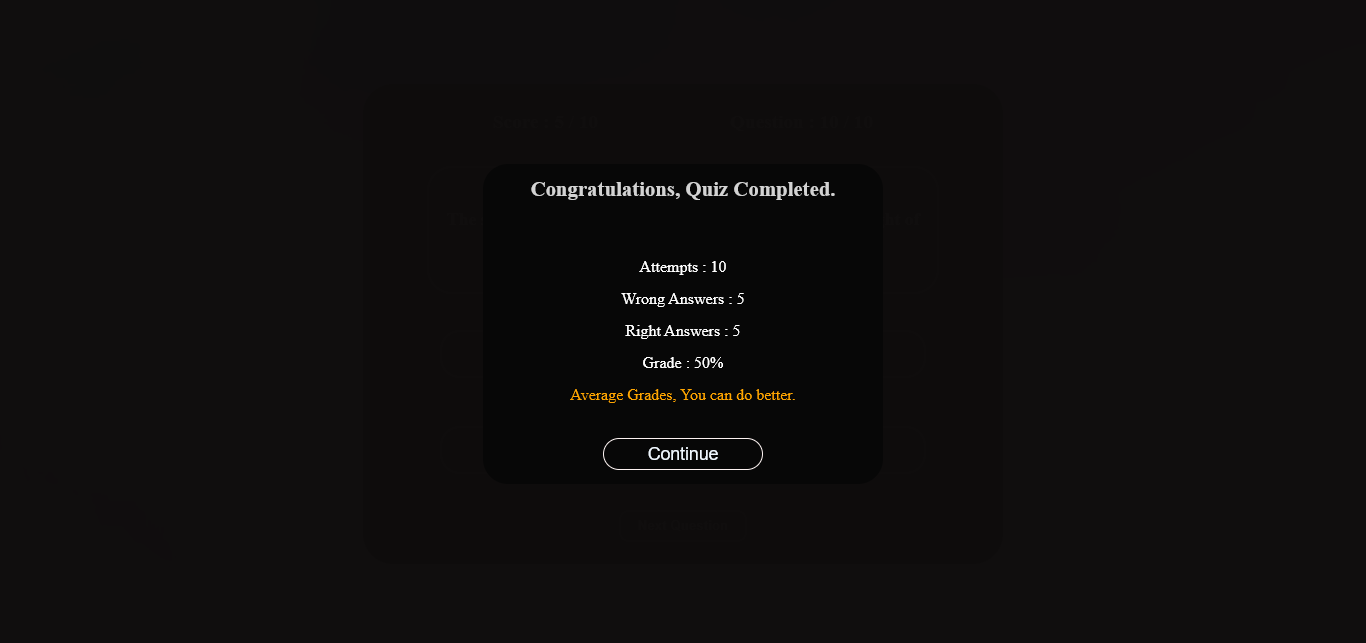 Congratulations, Quiz Completed.
Attempts : 10
Wrong Answers : 5
Right Answers : 5
Grade : 50%
Average Grades, You can do better.
Continue